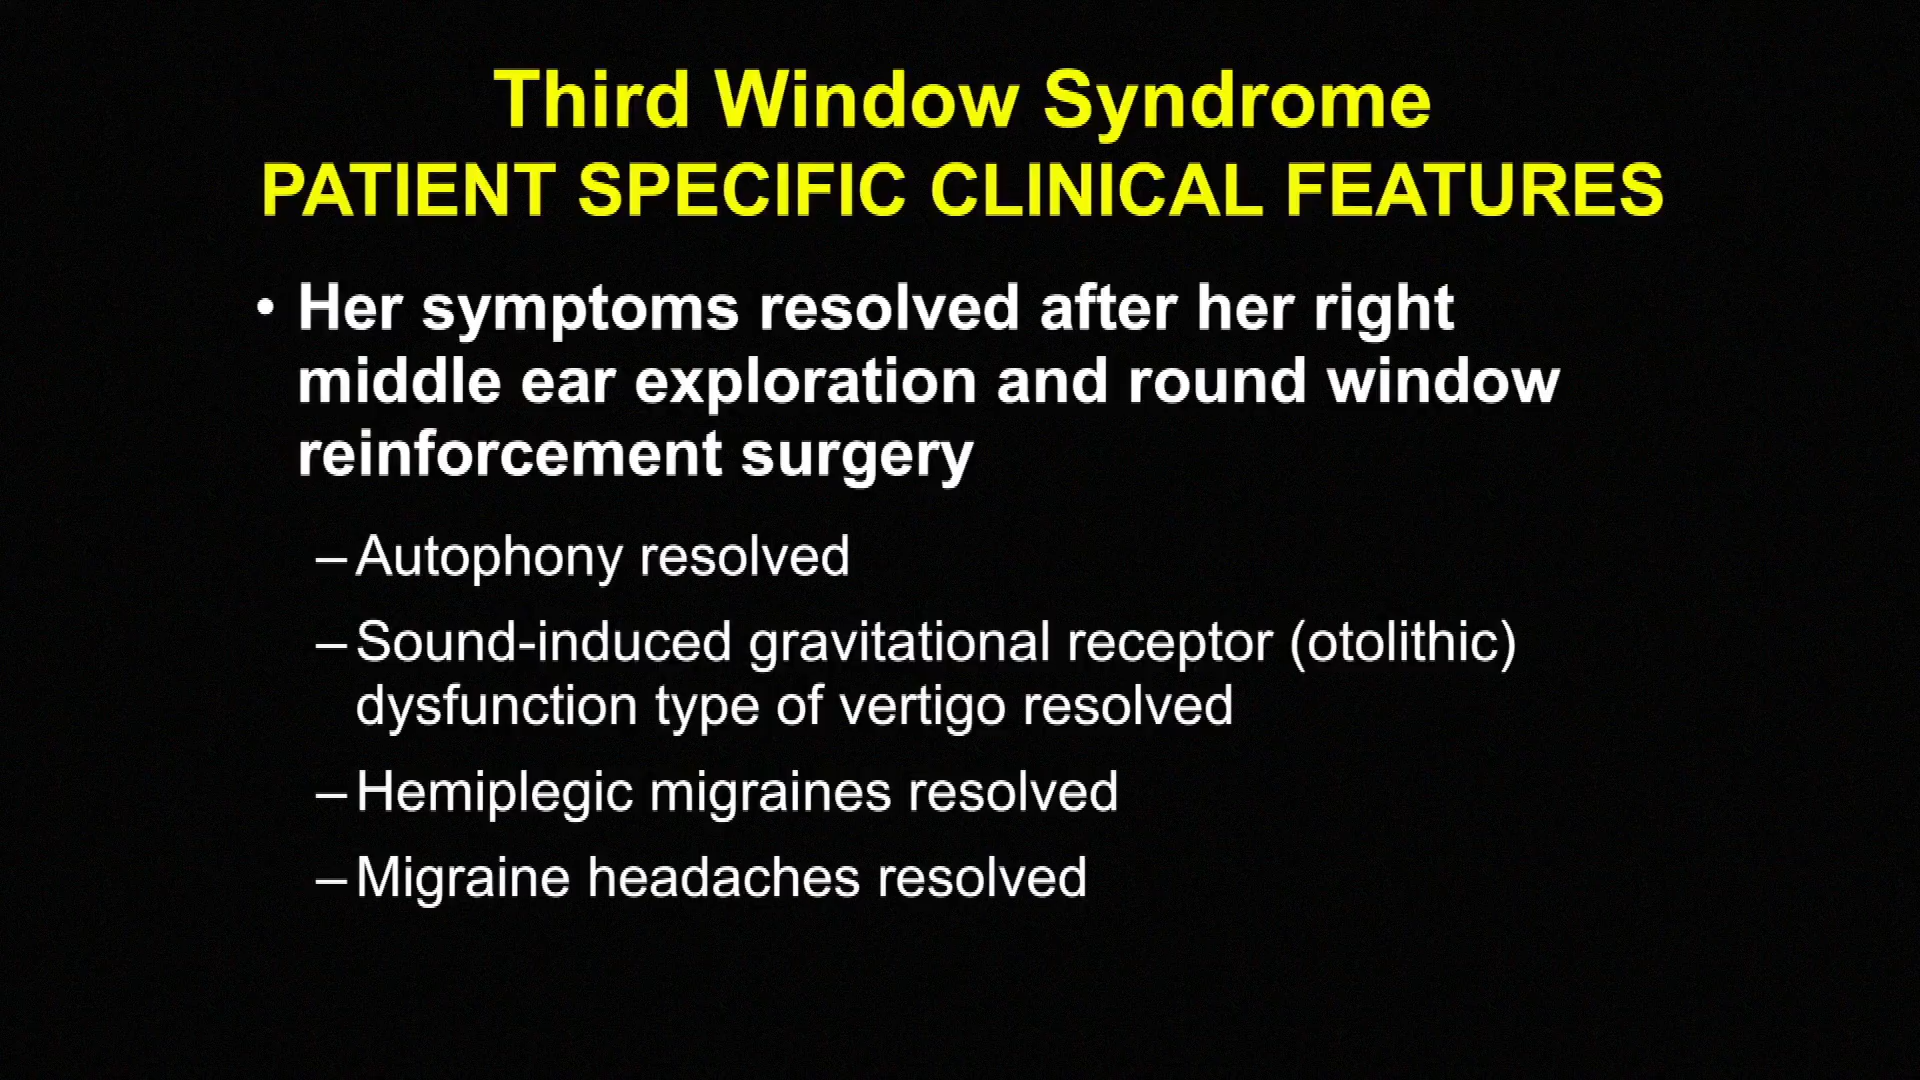 Third Window Syndrome
PATIENT SPECIFIC CLINICAL FEATURES
• Her symptoms resolved after her right
middle ear exploration and round window
reinforcement surgery
– Autophony resolved
– Sound-induced gravitational receptor (otolithic)
dysfunction type of vertigo resolved
– Hemiplegic migraines resolved
– Migraine headaches resolved